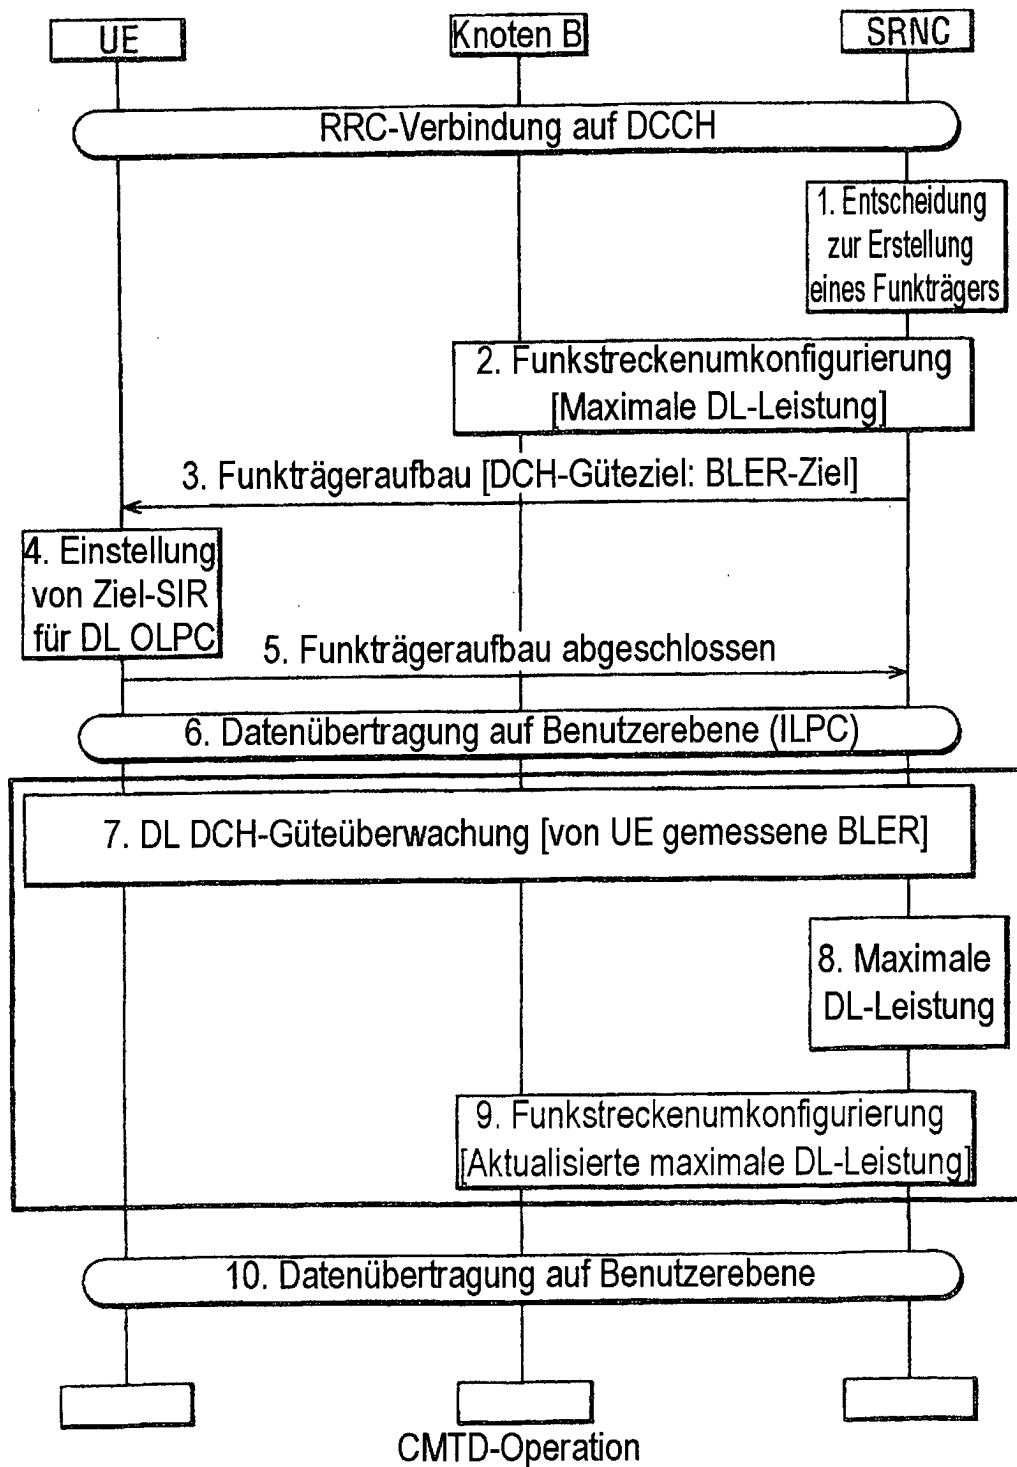 UE
Knoten B
SRNC
RRC-Verbindung auf DCCH
1. Entscheidung
zur Erstellung
eines Funkträgers
2. Funkstreckenumkonfigurierung
[Maximale DL-Leistung]
3. Funkträgeraufbau [DCH-Güteziel: BLER-Ziel]
4. Einstellung
von Ziel-SIR
für DL OLPC
5. Funkträgeraufbau abgeschlossen
6. Datenübertragung auf Benutzerebene (ILPC)
7. DL DCH-Güteüberwachung [von UE gemessene BLER]
8. Maximale
DL-Leistung
9. Funkstreckenumkonfigurierung
[Aktualisierte maximale DL-Leistung]
10. Datenübertragung auf Benutzerebene
CMTD-Operation